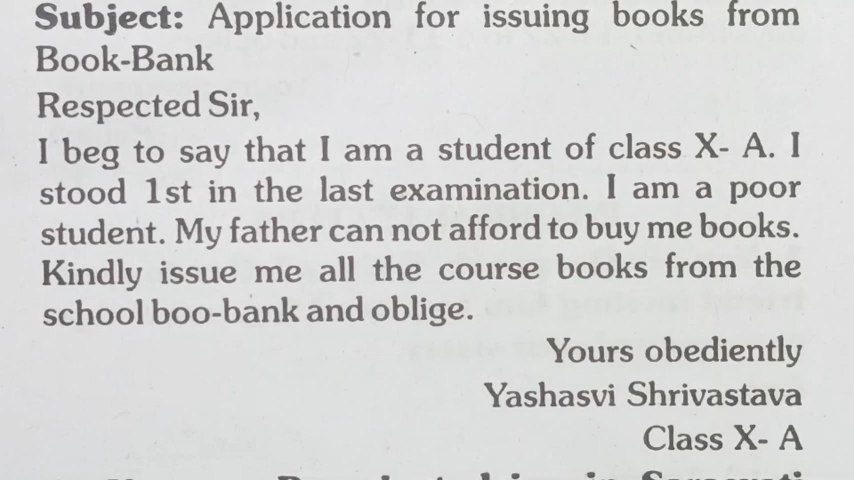 Subject: Application for issuing books from
Book-Bank
Respected Sir,
I beg to say that I am a student of class X- A. I
stood 1st in the last examination. I am a poor
student. My father can not afford to buy me books.
Kindly issue me all the course books from the
school boo-bank and oblige.
Yours obediently
Yashasvi Shrivastava
Class X- A